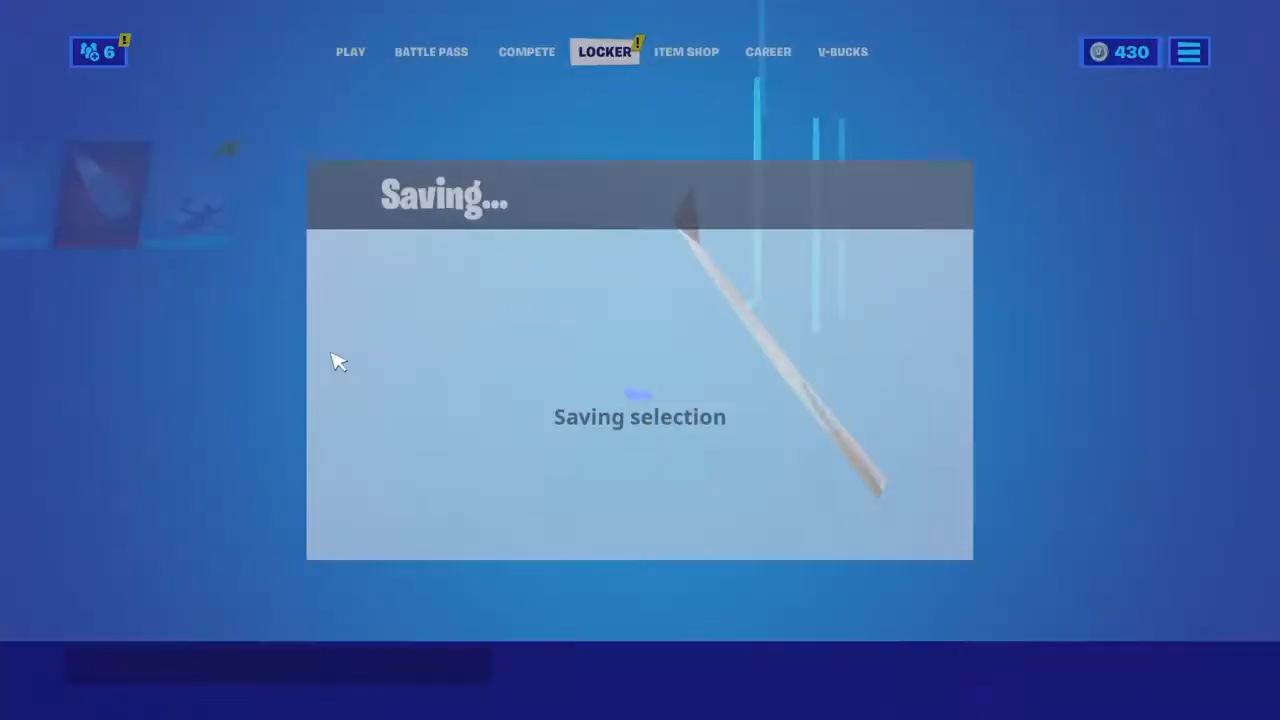 6
!
PLAY
BATTLE PASS
COMPETE
LOCKER
!
ITEM SHOP
CAREER
V-BUCKS
430
Saving...
Saving selection